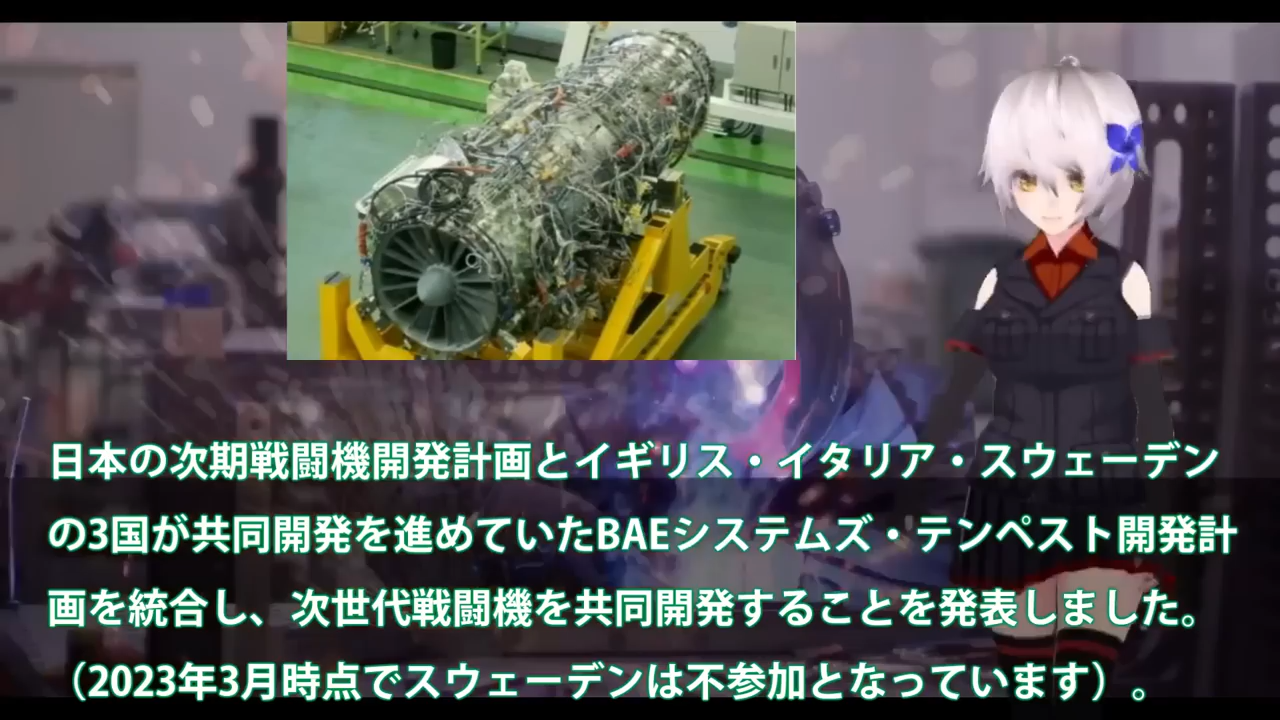 日本の次期戦闘機開発計画とイギリス・イタリア・スウェーデン
の3国が共同開発を進めていたBAEシステムズ・テンペスト開発計
画を統合し、次世代戦闘機を共同開発することを発表しました。
（2023年3月時点でスウェーデンは不参加となっています）。